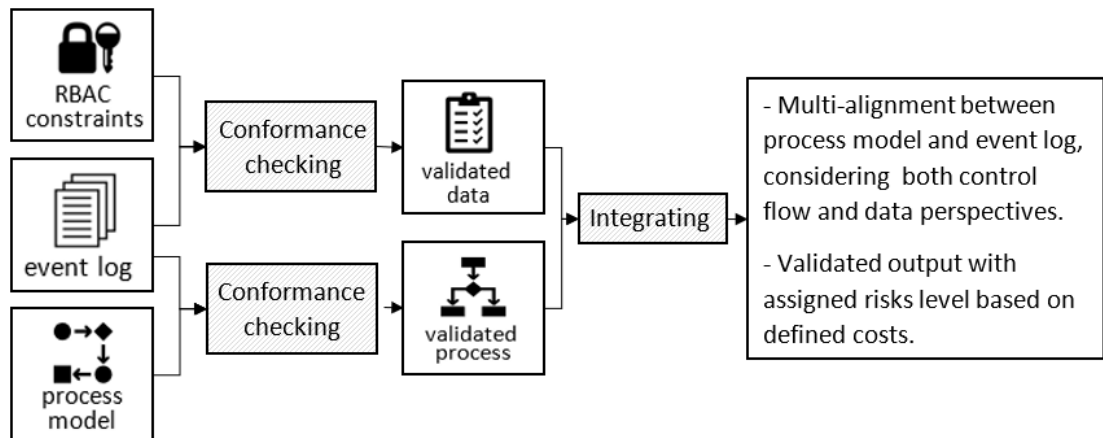 RBAC
constraints
event log
process
model
Conformance
checking
Conformance
checking
validated
data
validated
process
Integrating
- Multi-alignment between
process model and event log,
considering both control
flow and data perspectives.
- Validated output with
assigned risks level based on
defined costs.